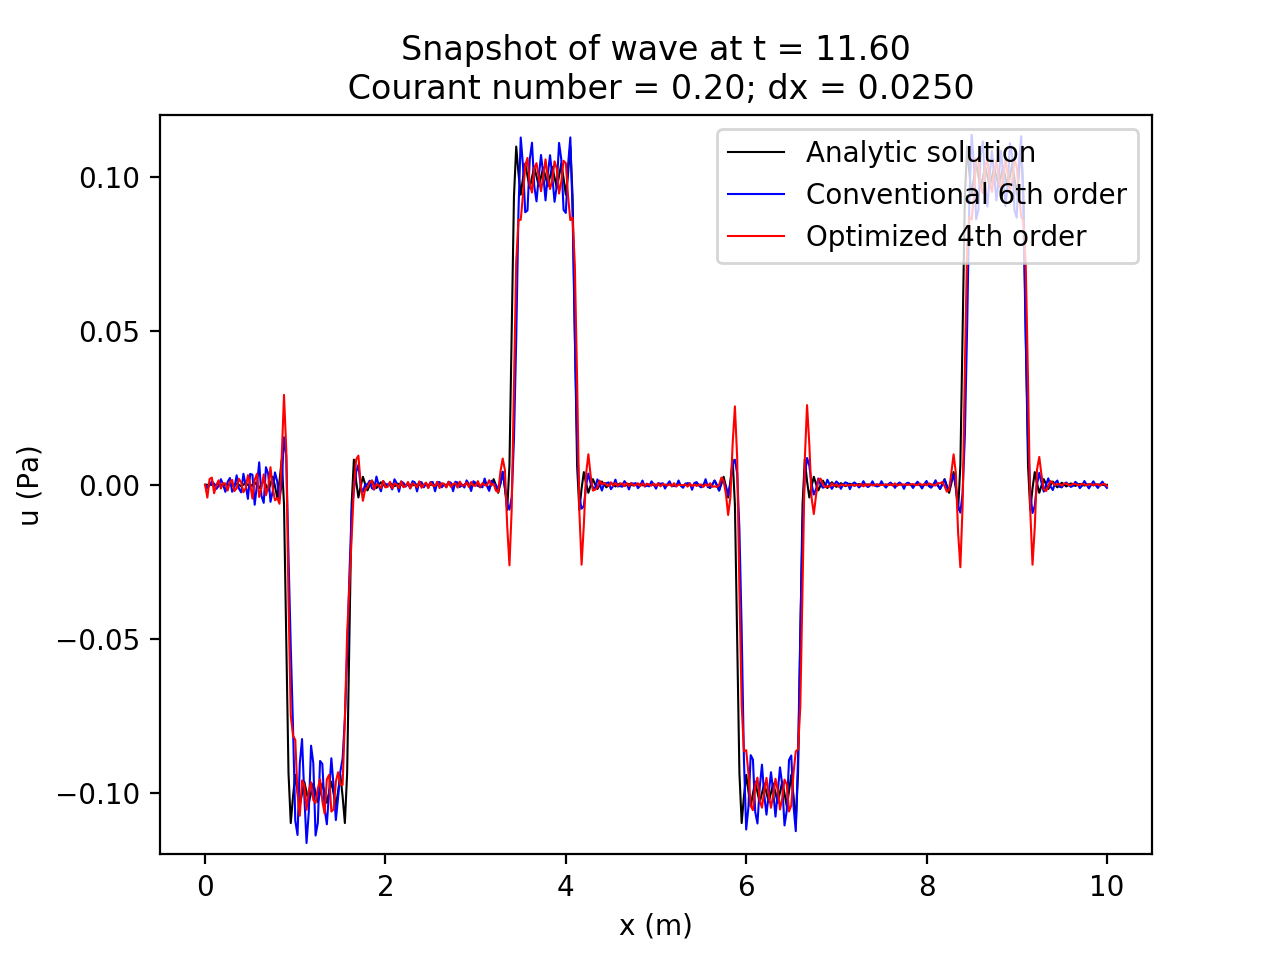 Snapshot of wave at t = 11.60
Courant number = 0.20; dx = 0.0250
Analytic solution
Conventional 6th order
Optimized 4th order
0.10
0.05
0.00
−0.05
−0.10
u (Pa)
0 2 4 6 8 10
x (m)